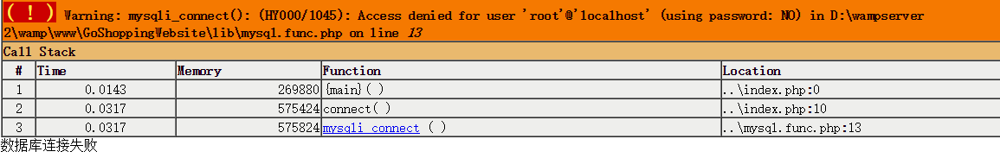 ( ! ) Warning: mysqli_connect(): (HY000/1045): Access denied for user 'root'@'localhost' (using password: NO) in D:\wampserver
2\wamp\www\GoShoppingWebsite\lib\mysql.func.php on line 13
Call Stack
# Time Memory Function Location
1 0.0143 269880 {main}( ) ..\index.php:0
2 0.0317 575424 connect( ) ..\index.php:10
3 0.0317 575824 mysqli_connect ( ) ..\mysql.func.php:13
数据库连接失败